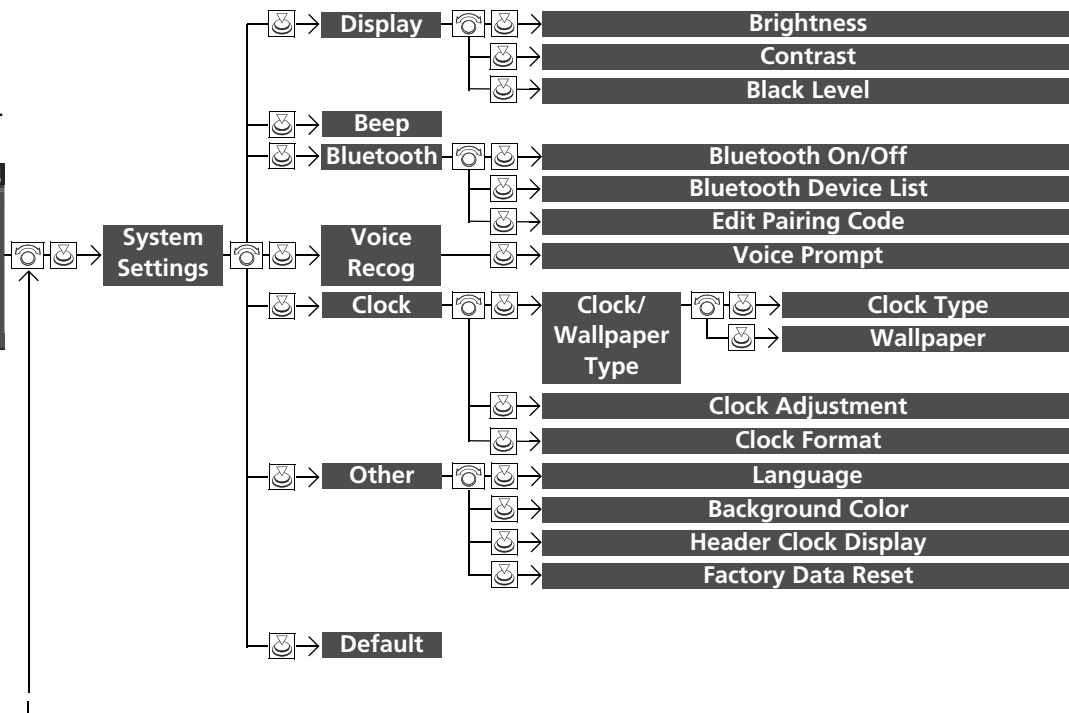 Display
Brightness
Contrast
Black Level
Beep
Bluetooth
Bluetooth On/Off
Bluetooth Device List
Edit Pairing Code
System
Settings
Voice
Recog
Voice Prompt
Clock
Clock/
Wallpaper
Type
Clock Type
Wallpaper
Clock Adjustment
Clock Format
Other
Language
Background Color
Header Clock Display
Factory Data Reset
Default